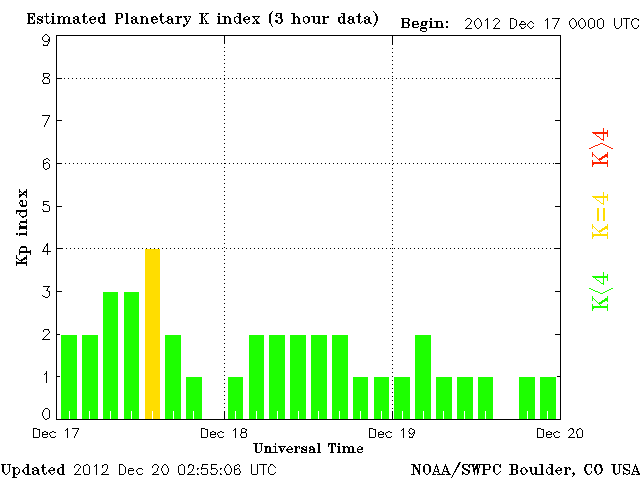 Estimated Planetary K index (3 hour data) Begin: 2012 Dec 17 0000 UTC
9
8
7
6
5
4
3
2
1
0
Kp index
K>4
K=4
K<4
Dec 17 Dec 18 Dec 19 Dec 20
Universal Time
Updated 2012 Dec 20 02:55:06 UTC NOAA/SWPC Boulder, CO USA